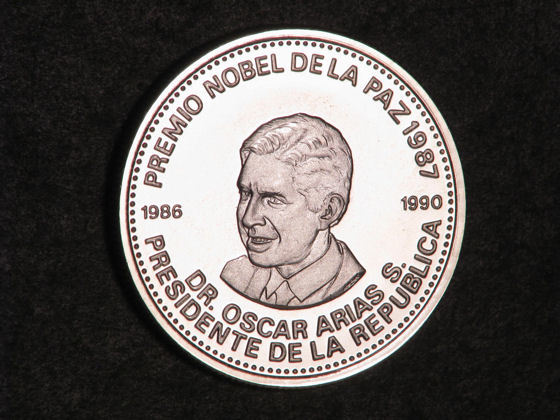 PREMIO NOBEL DE LA PAZ 1987
1986
1990
DR. OSCAR ARIAS S.
PRESIDENTE DE LA REPUBLICA